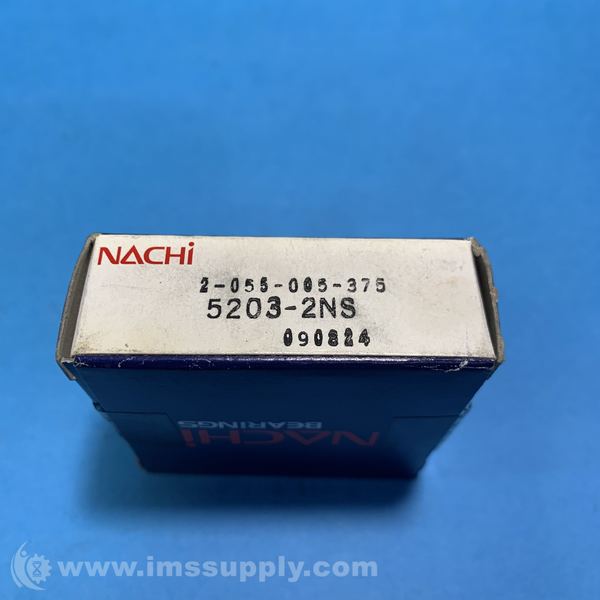 NACHi
2-055-005-375
5203-2NS
090824
BEARINGS
NACHi
www.imssupply.com